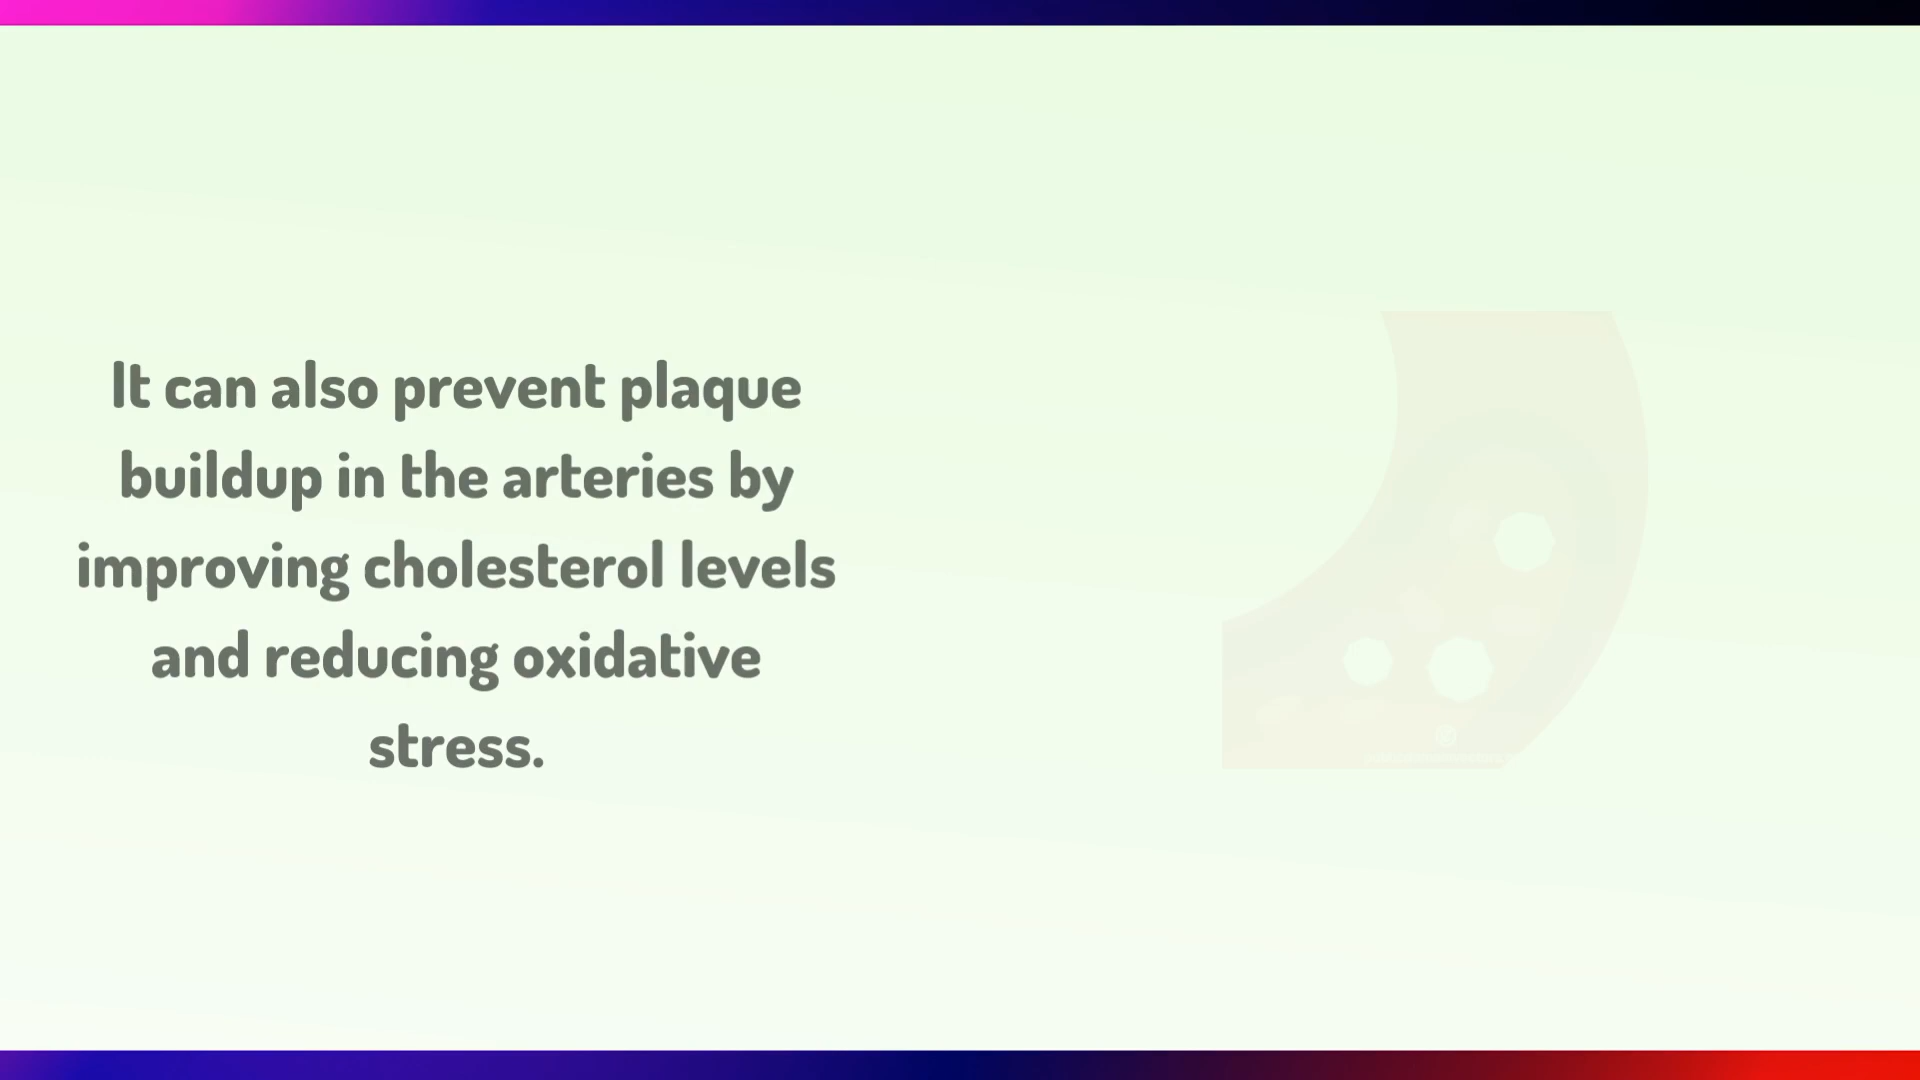 It can also prevent plaque
buildup in the arteries by
improving cholesterol levels
and reducing oxidative
stress.